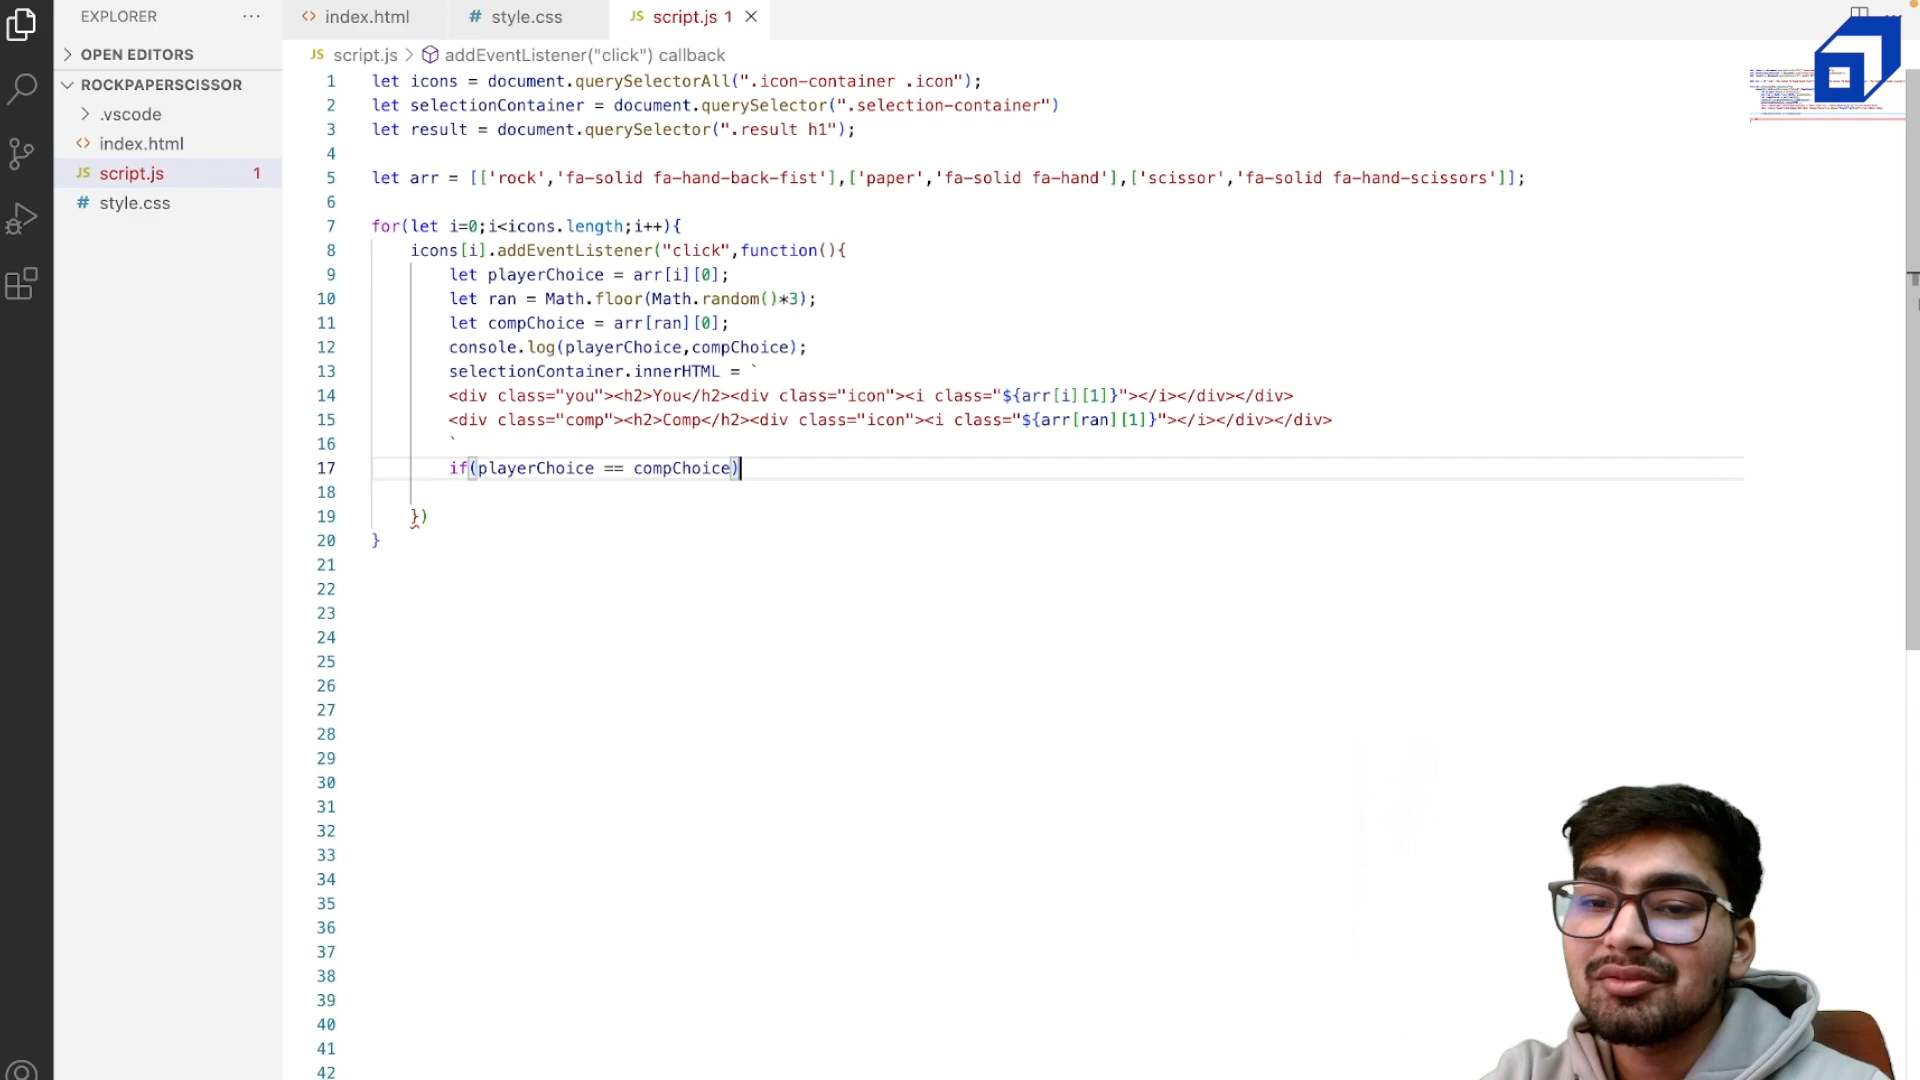 EXPLORER
OPEN EDITORS
ROCKPAPERSCISSOR
.vscode
index.html
JS script.js 1
# style.css
index.html
# style.css
JS script.js 1
JS script.js > addEventListener("click") callback
1 let icons = document.querySelectorAll(".icon-container .icon");
2 let selectionContainer = document.querySelector(".selection-container")
3 let result = document.querySelector(".result h1");
4
5 let arr = [['rock','fa-solid fa-hand-back-fist'],['paper','fa-solid fa-hand'],['scissor','fa-solid fa-hand-scissors']];
6
7 for(let i=0;i<icons.length;i++){
8 icons[i].addEventListener("click",function(){
9 let playerChoice = arr[i][0];
10 let ran = Math.floor(Math.random()*3);
11 let compChoice = arr[ran][0];
12 console.log(playerChoice,compChoice);
13 selectionContainer.innerHTML = `
14 <div class="you"><h2>You</h2><div class="icon"><i class="${arr[i][1]}"></i></div></div>
15 <div class="comp"><h2>Comp</h2><div class="icon"><i class="${arr[ran][1]}"></i></div></div>
16 `
17 if(playerChoice == compChoice)
18
19 })
20 }
21
22
23
24
25
26
27
28
29
30
31
32
33
34
35
36
37
38
39
40
41
42